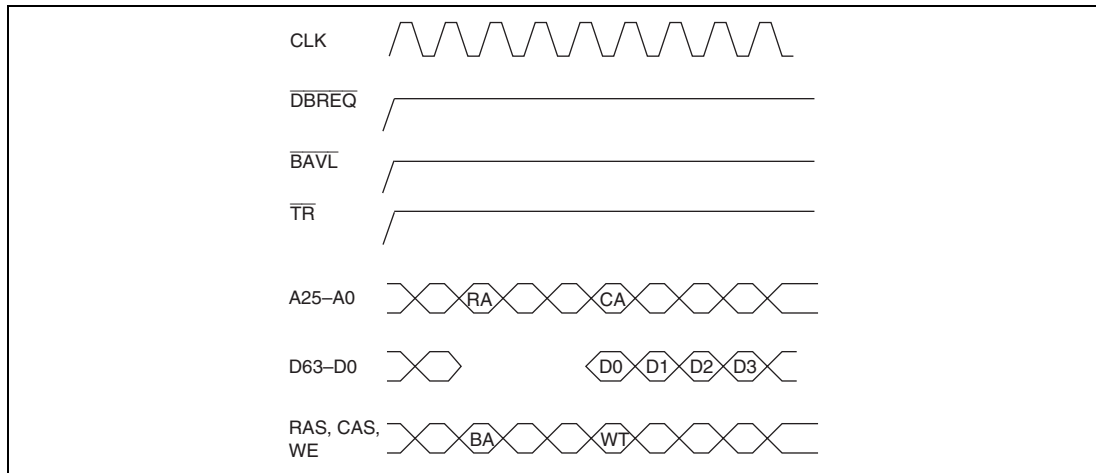 CLK
DBREQ
BAVL
TR
A25–A0 RA CA
D63–D0 D0 D1 D2 D3
RAS, CAS,
WE BA WT